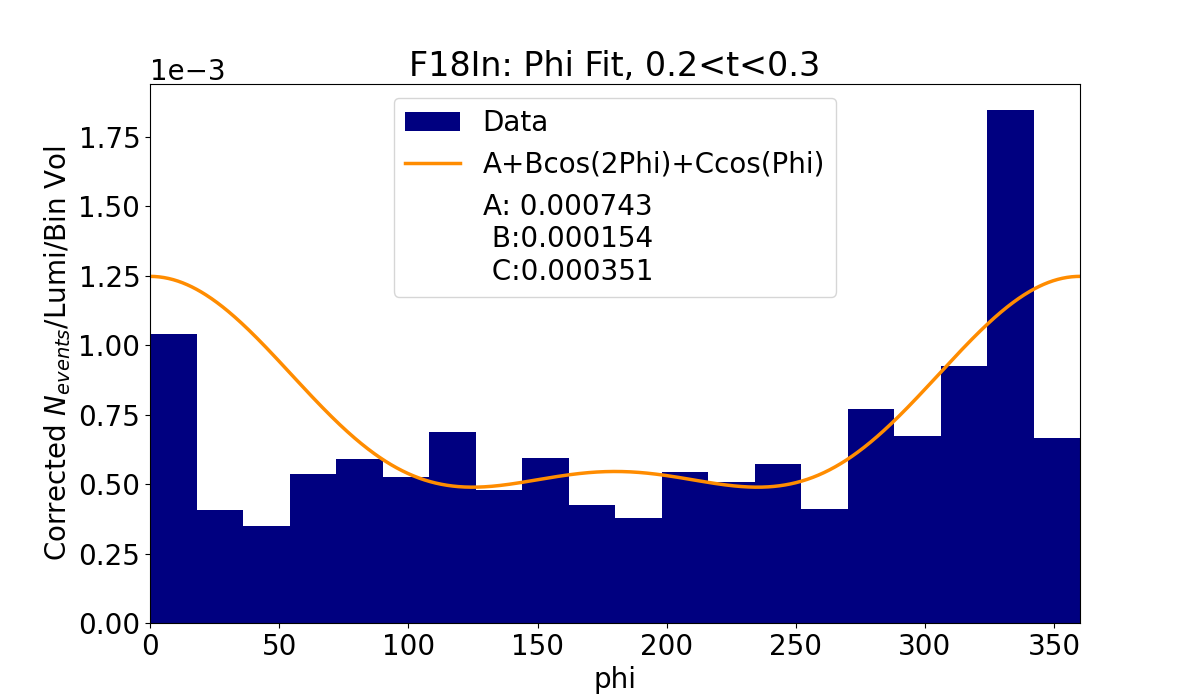 F18In: Phi Fit, 0.2<t<0.3
1e−3
Corrected N_events/Lumi/Bin Vol
1.75
1.50
1.25
1.00
0.75
0.50
0.25
0.00
Data
A+Bcos(2Phi)+Ccos(Phi)
A: 0.000743
B:0.000154
C:0.000351
0 50 100 150 200 250 300 350
phi